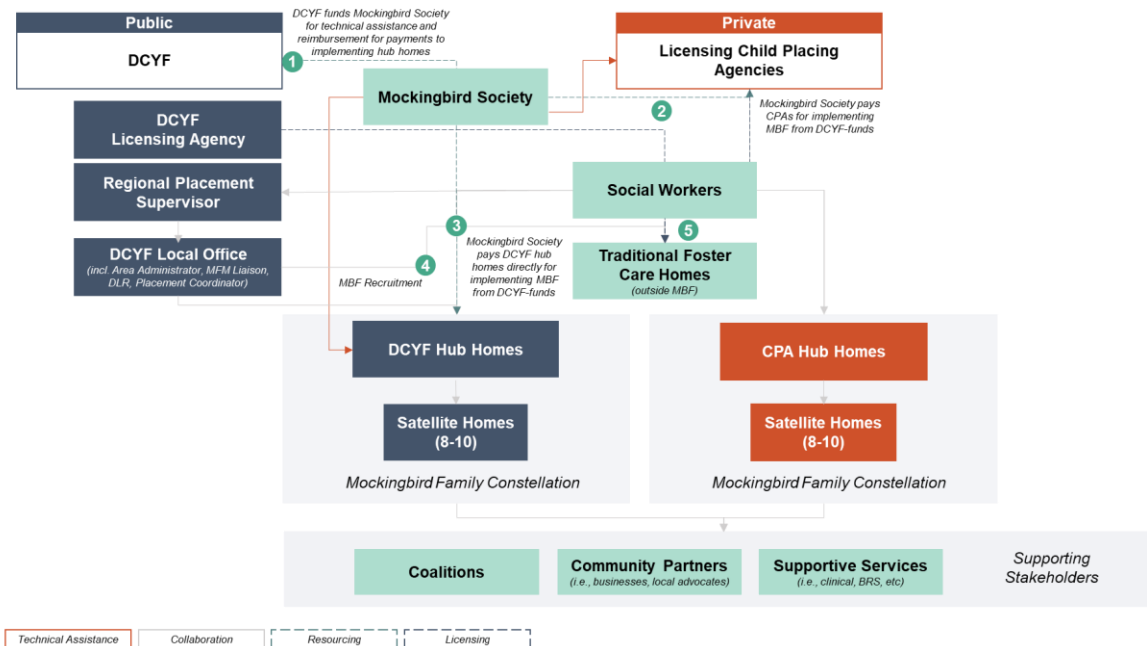 Public
DCYF
DCYF funds Mockingbird Society
for technical assistance and
reimbursement for payments to
implementing hub homes
Private
Licensing Child Placing
Agencies
1
Mockingbird Society
2
Mockingbird Society pays
CPAs for implementing
MBF from DCYF-funds
DCYF
Licensing Agency
Regional Placement
Supervisor
Social Workers
3
5
DCYF Local Office
(incl. Area Administrator, MFM Liaison,
DLR, Placement Coordinator)
4
MBF Recruitment
Mockingbird Society
pays DCYF hub
homes directly for
implementing MBF
from DCYF-funds
Traditional Foster
Care Homes
(outside MBF)
DCYF Hub Homes
CPA Hub Homes
Satellite Homes
(8-10)
Satellite Homes
(8-10)
Mockingbird Family Constellation
Mockingbird Family Constellation
Coalitions
Community Partners
(i.e., businesses, local advocates)
Supportive Services
(i.e., clinical, BRS, etc)
Supporting
Stakeholders
Technical Assistance
Collaboration
Resourcing
Licensing